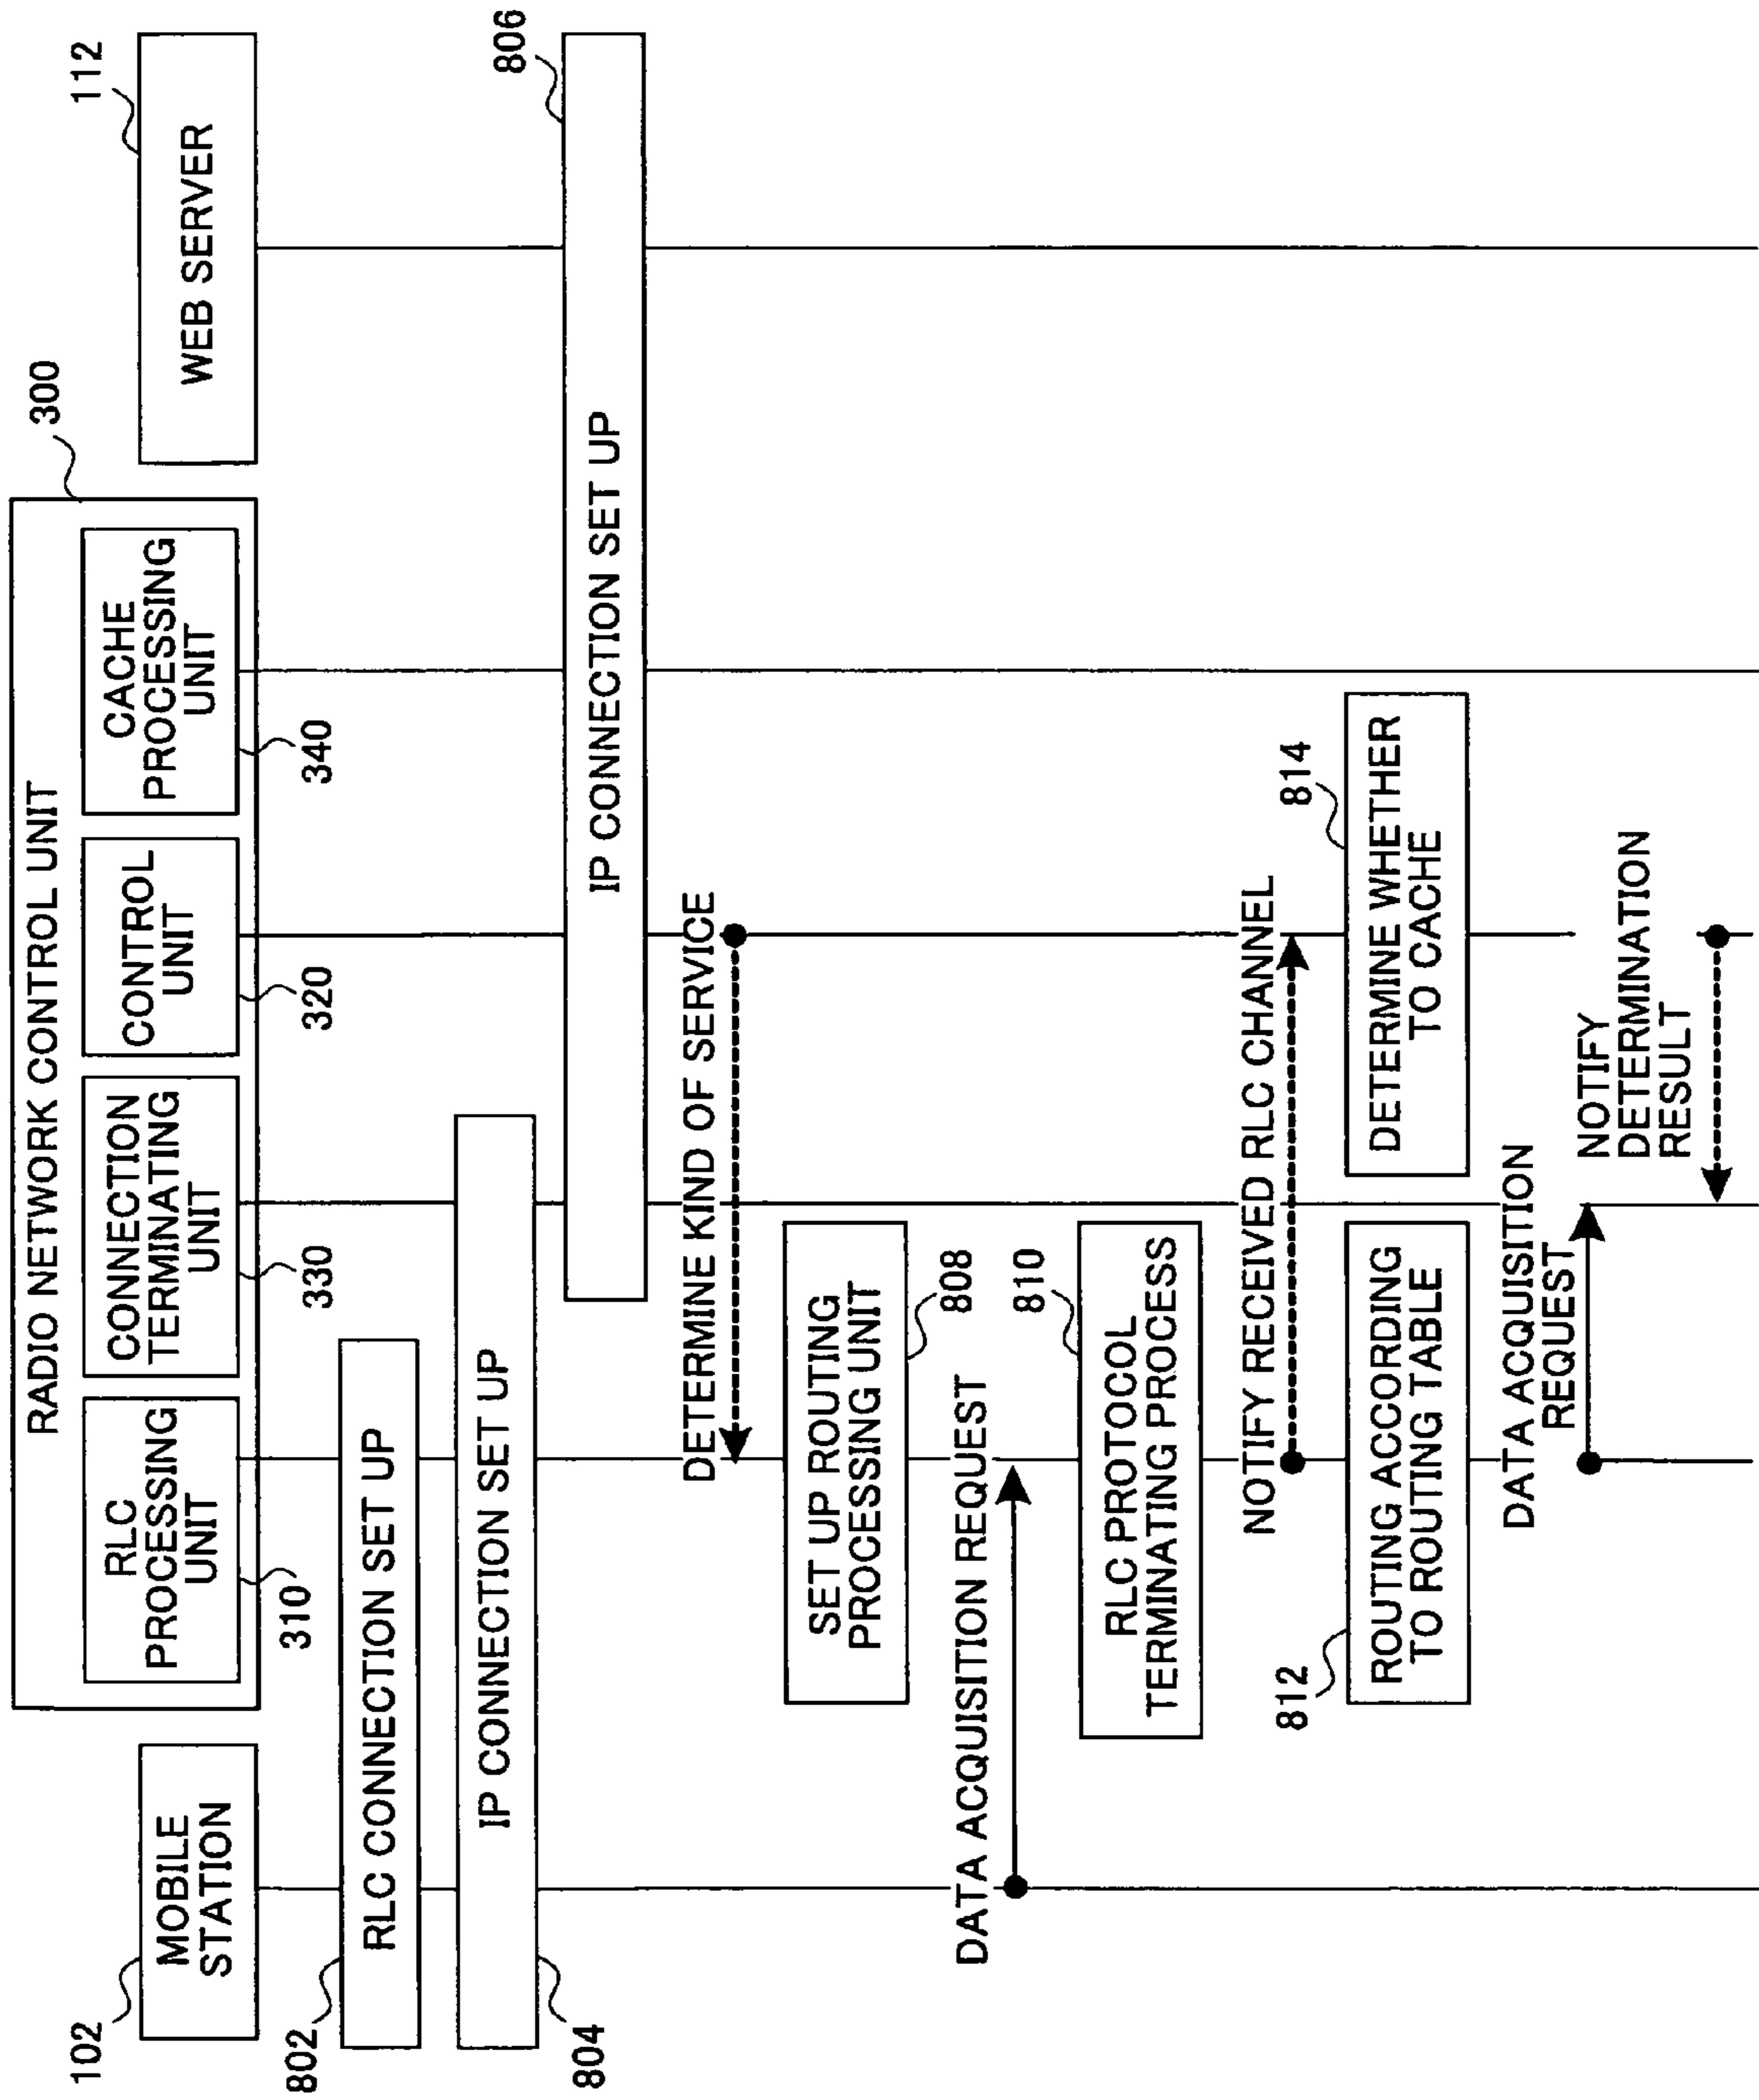 RADIO NETWORK CONTROL UNIT
300
102
MOBILE
STATION
RLC
PROCESSING
UNIT
310
CONNECTION
TERMINATING
UNIT
330
CONTROL
UNIT
320
CACHE
PROCESSING
UNIT
340
WEB SERVER
112
802
RLC CONNECTION SET UP
IP CONNECTION SET UP
804
IP CONNECTION SET UP
806
DETERMINE KIND OF SERVICE
SET UP ROUTING
PROCESSING UNIT
808
DATA ACQUISITION REQUEST
810
RLC PROTOCOL
TERMINATING PROCESS
NOTIFY RECEIVED RLC CHANNEL
812
ROUTING ACCORDING
TO ROUTING TABLE
814
DETERMINE WHETHER
TO CACHE
DATA ACQUISITION
REQUEST
NOTIFY
DETERMINATION
RESULT